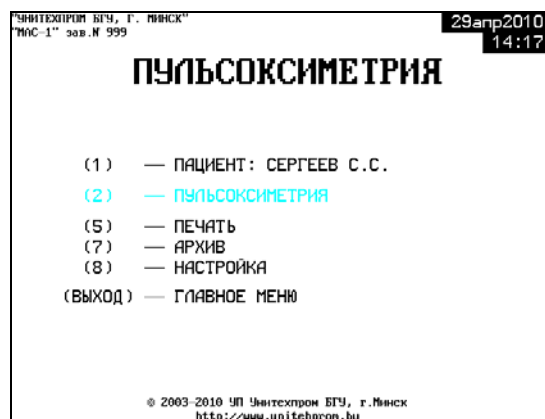 "УНИТЕХПРОМ БГУ, Г. МИНСК"
"МАС-1" зав.N 999
29апр2010
14:17
ПУЛЬСОКСИМЕТРИЯ
(1) — ПАЦИЕНТ: СЕРГЕЕВ С.С.
(2) — ПУЛЬСОКСИМЕТРИЯ
(5) — ПЕЧАТЬ
(7) — АРХИВ
(8) — НАСТРОЙКА
(ВЫХОД) — ГЛАВНОЕ МЕНЮ
© 2003-2010 УП Унитехпром БГУ, г.Минск
http://www.unitehprom.by